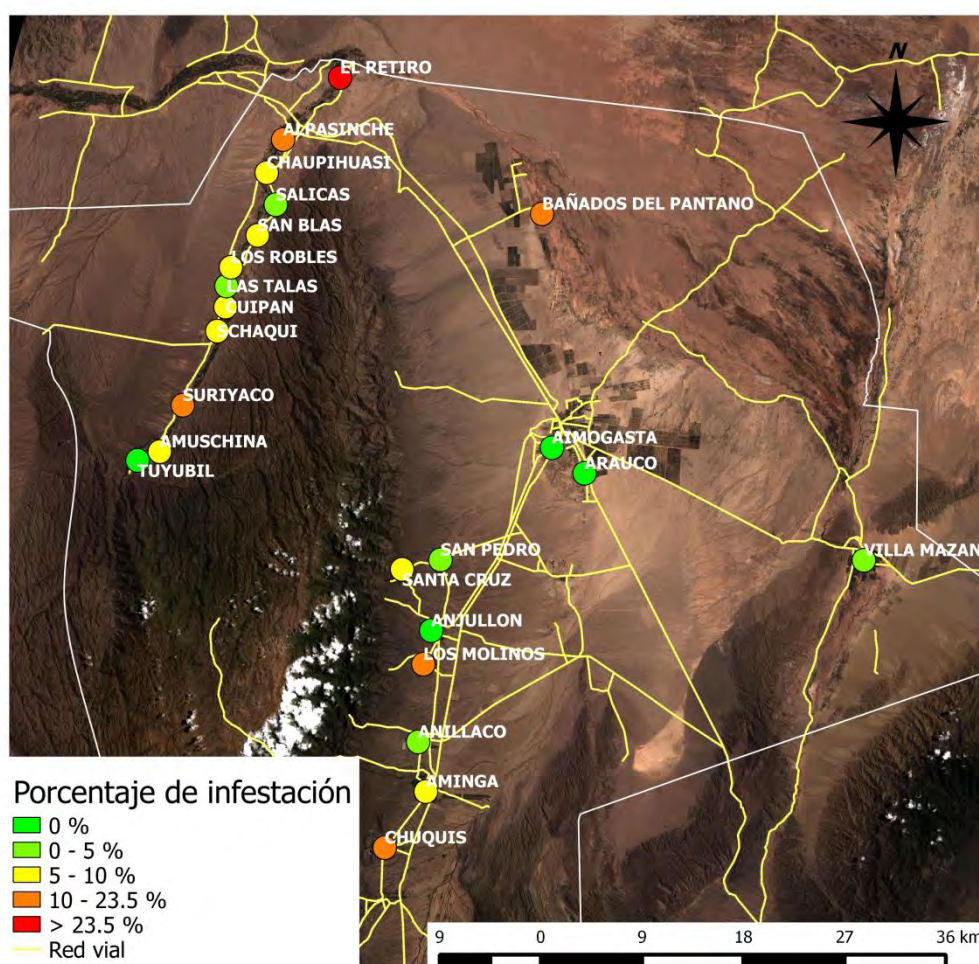 N
EL RETIRO
ALPASINCHE
CHAUPIHUASI
SALICAS
BAÑADOS DEL PANTANO
SAN BLAS
LOS ROBLES
LAS TALAS
CUIPAN
SCHAQUI
SURIYACO
AMUSCHINA
TUYUBIL
AIMOGASTA
ARAUCO
SAN PEDRO
VILLA MAZAN
SANTA CRUZ
ANJULLON
LOS MOLINOS
ANILLACO
AMINGA
CHUQUIS
Porcentaje de infestación
0 %
0 - 5 %
5 - 10 %
10 - 23.5 %
> 23.5 %
Red vial
9 0 9 18 27 36 km